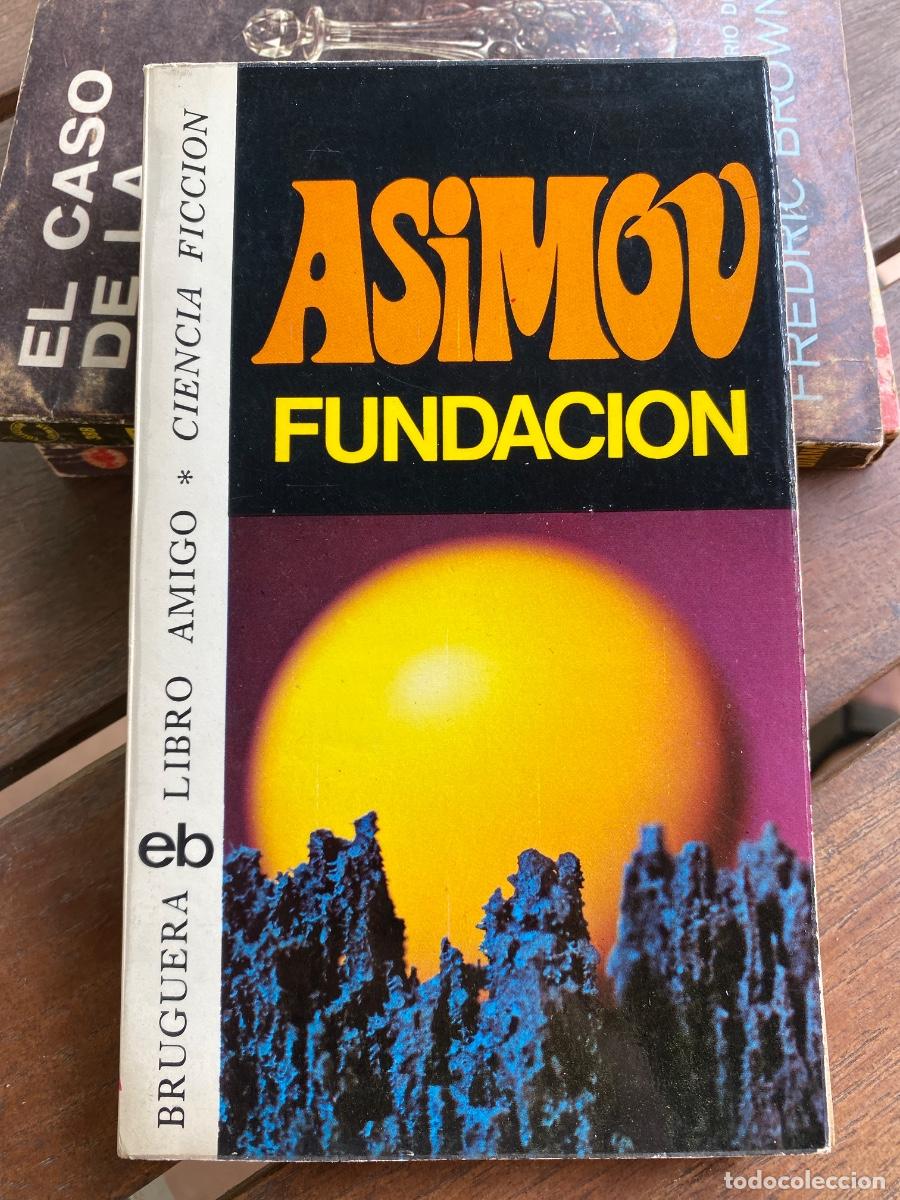 ASiMOV
FUNDACION
BRUGUERA eb LIBRO AMIGO * CIENCIA FICCION
EL CASO
DE LA
FREDRIC BROWN
todocoleccion